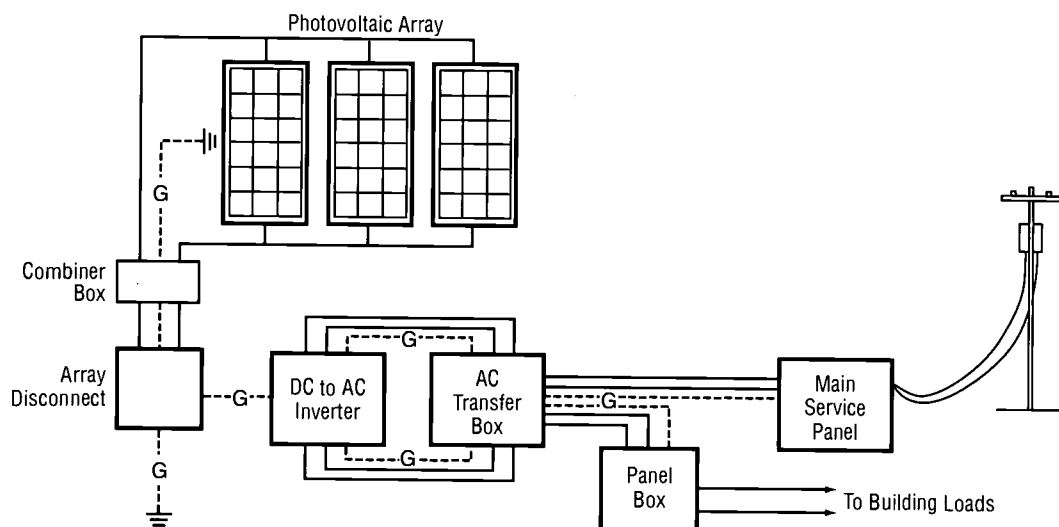 Photovoltaic Array
G
Combiner
Box
Array
Disconnect
G
G
DC to AC
Inverter
G
G
AC
Transfer
Box
G
Main
Service
Panel
Panel
Box
To Building Loads